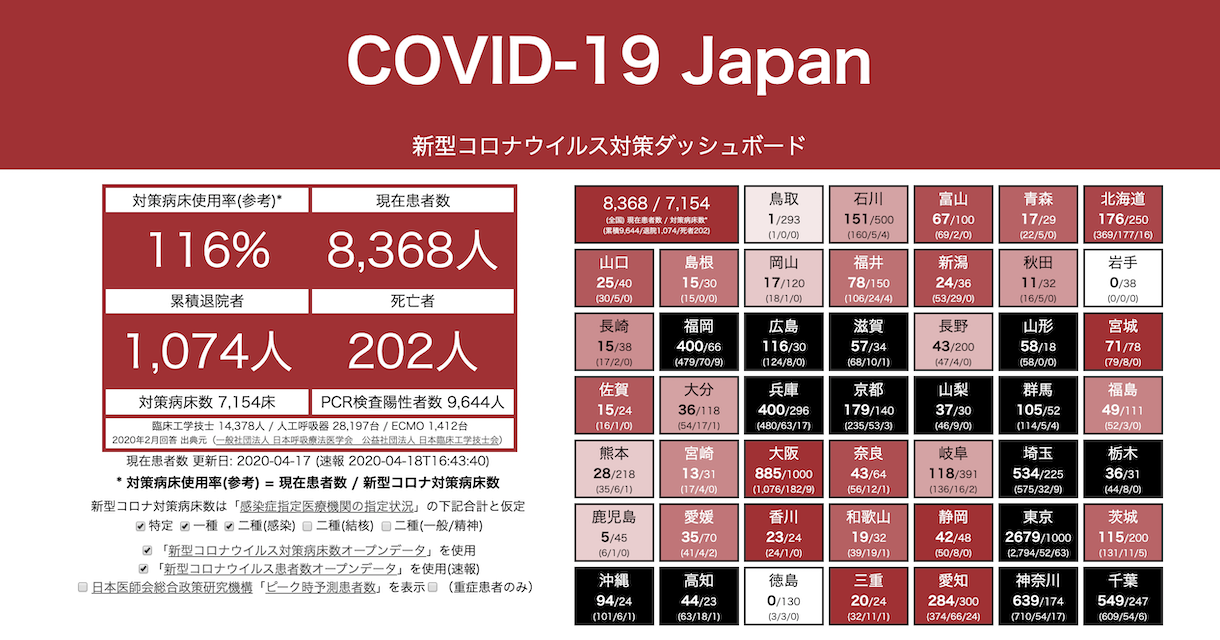 COVID-19 Japan
新型コロナウイルス対策ダッシュボード
対策病床使用率(参考)*
現在患者数
116%
8,368人
累積退院者
死亡者
1,074人
202人
対策病床数 7,154床
PCR検査陽性者数 9,644人
臨床工学技士 14,378人 / 人工呼吸器 28,197台 / ECMO 1,412台
2020年2月回答 出典元（一般社団法人 日本呼吸療法医学会　公益社団法人 日本臨床工学技士会）
現在患者数 更新日: 2020-04-17 (速報 2020-04-18T16:43:40)
* 対策病床使用率(参考) = 現在患者数 / 新型コロナ対策病床数
新型コロナ対策病床数は「感染症指定医療機関の指定状況」の下記合計と仮定
特定 一種 二種(感染) 二種(結核) 二種(一般/精神)
「新型コロナウイルス対策病床数オープンデータ」を使用
「新型コロナウイルス患者数オープンデータ」を使用(速報)
日本医師会総合政策研究機構「ピーク時予測患者数」を表示 （重症患者のみ）
8,368 / 7,154
(全国) 現在患者数 / 対策病床数*
(累積9,644/退院1,074/死者202)
鳥取
1/293
(1/0/0)
石川
151/500
(160/5/4)
富山
67/100
(69/2/0)
青森
17/29
(22/5/0)
北海道
176/250
(369/177/16)
山口
25/40
(30/5/0)
島根
15/30
(15/0/0)
岡山
17/120
(18/1/0)
福井
78/150
(106/24/4)
新潟
24/36
(53/29/0)
秋田
11/32
(16/5/0)
岩手
0/38
(0/0/0)
長崎
15/38
(17/2/0)
福岡
400/66
(479/70/9)
広島
116/30
(124/8/0)
滋賀
57/34
(68/10/1)
長野
43/200
(47/4/0)
山形
58/18
(58/0/0)
宮城
71/78
(79/8/0)
佐賀
15/24
(16/1/0)
大分
36/118
(54/17/1)
兵庫
400/296
(480/63/17)
京都
179/140
(235/53/3)
山梨
37/30
(46/9/0)
群馬
105/52
(114/5/4)
福島
49/111
(52/3/0)
熊本
28/218
(35/6/1)
宮崎
13/31
(17/4/0)
大阪
885/1000
(1,076/182/9)
奈良
43/64
(56/12/1)
岐阜
118/391
(136/16/2)
埼玉
534/225
(575/32/9)
栃木
36/31
(44/8/0)
鹿児島
5/45
(6/1/0)
愛媛
35/70
(41/4/2)
香川
23/24
(24/1/0)
和歌山
19/32
(39/19/1)
静岡
42/48
(50/8/0)
東京
2679/1000
(2,794/52/63)
茨城
115/200
(131/11/5)
沖縄
94/24
(101/6/1)
高知
44/23
(63/18/1)
徳島
0/130
(3/3/0)
三重
20/24
(32/11/1)
愛知
284/300
(374/66/24)
神奈川
639/174
(710/54/17)
千葉
549/247
(609/54/6)